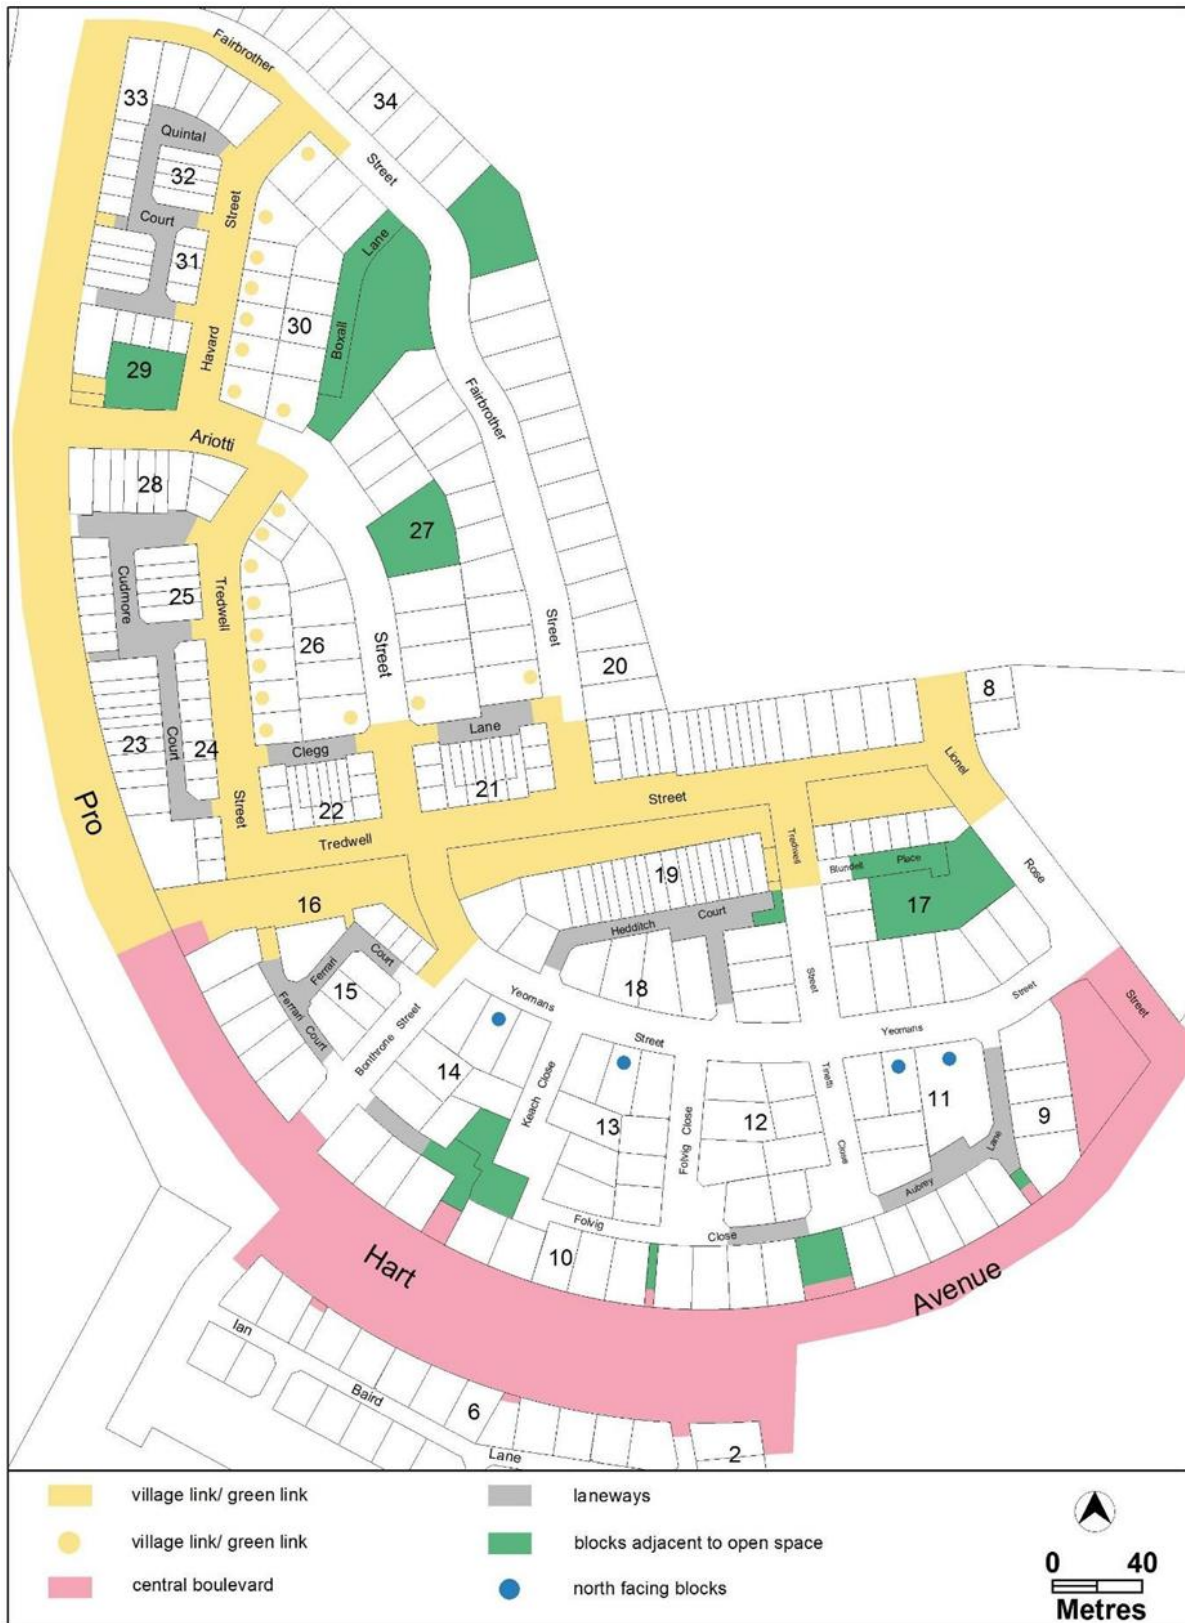 Fairbrother
34
33
Quintal
Street
32
Street
Court
Lane
31
30
Boxall
Havard
29
Fairbrother
Ariotti
28
27
Cudmore
25
Tredwell
Street
Street
26
20
8
Lane
Court
23
24
Clegg
Lionel
21
Pro
Street
22
Street
Tredwell
Tredwell
Blundell
Place
Rose
19
16
17
Court
Hedditch
Court
Ferrari
15
Ferrari
Court
18
Street
Yeomans
Street
Street
Bonthrone
Street
Yeomans
Street
14
Keach Close
13
Folvig Close
12
Tinetti
Close
11
Lane
9
Aubrey
Folvig
Close
10
Hart
Avenue
Ian
Baird
6
Lane
2
village link/ green link
laneways
village link/ green link
blocks adjacent to open space
central boulevard
north facing blocks
0 40
Metres